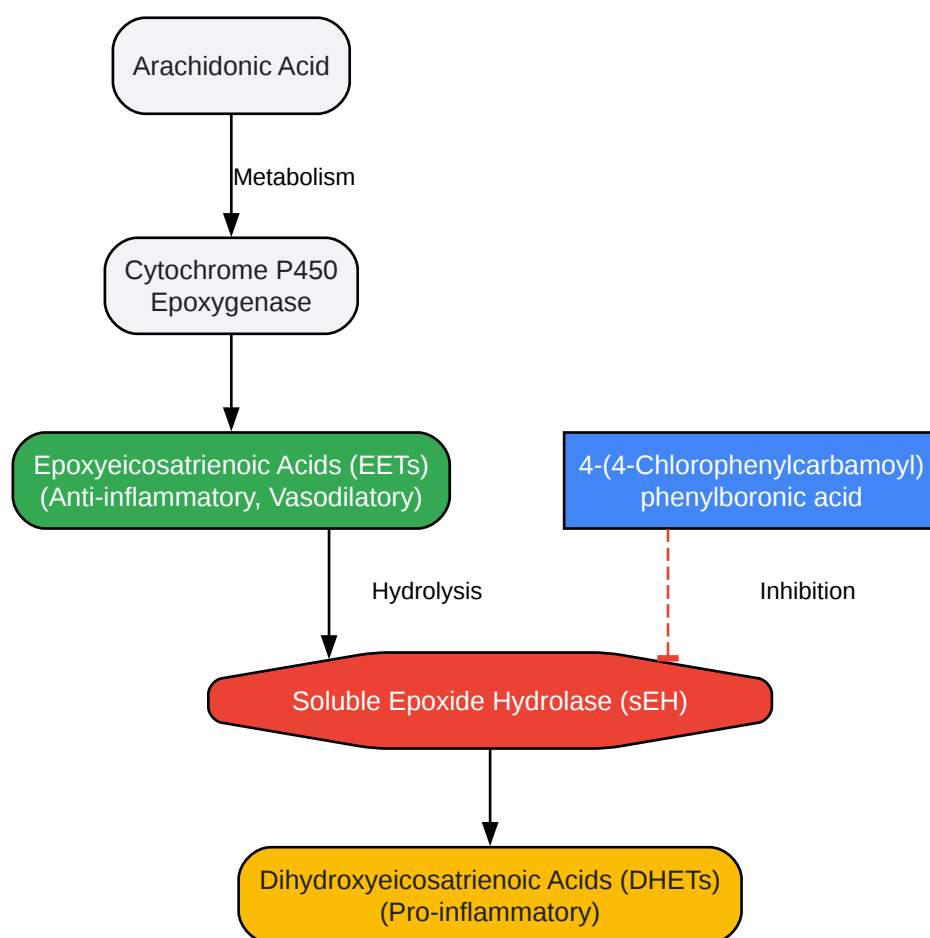 Arachidonic Acid
Metabolism
Cytochrome P450
Epoxygenase
Epoxyeicosatrienoic Acids (EETs)
(Anti-inflammatory, Vasodilatory)
4-(4-Chlorophenylcarbamoyl)
phenylboronic acid
Hydrolysis
Inhibition
Soluble Epoxide Hydrolase (sEH)
Dihydroxyeicosatrienoic Acids (DHETs)
(Pro-inflammatory)